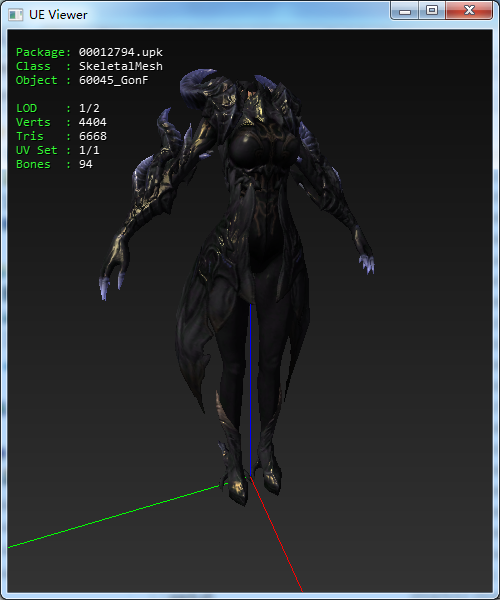 UE Viewer
Package: 00012794.upk
Class : SkeletalMesh
Object : 60045_GonF
LOD : 1/2
Verts : 4404
Tris : 6668
UV Set : 1/1
Bones : 94